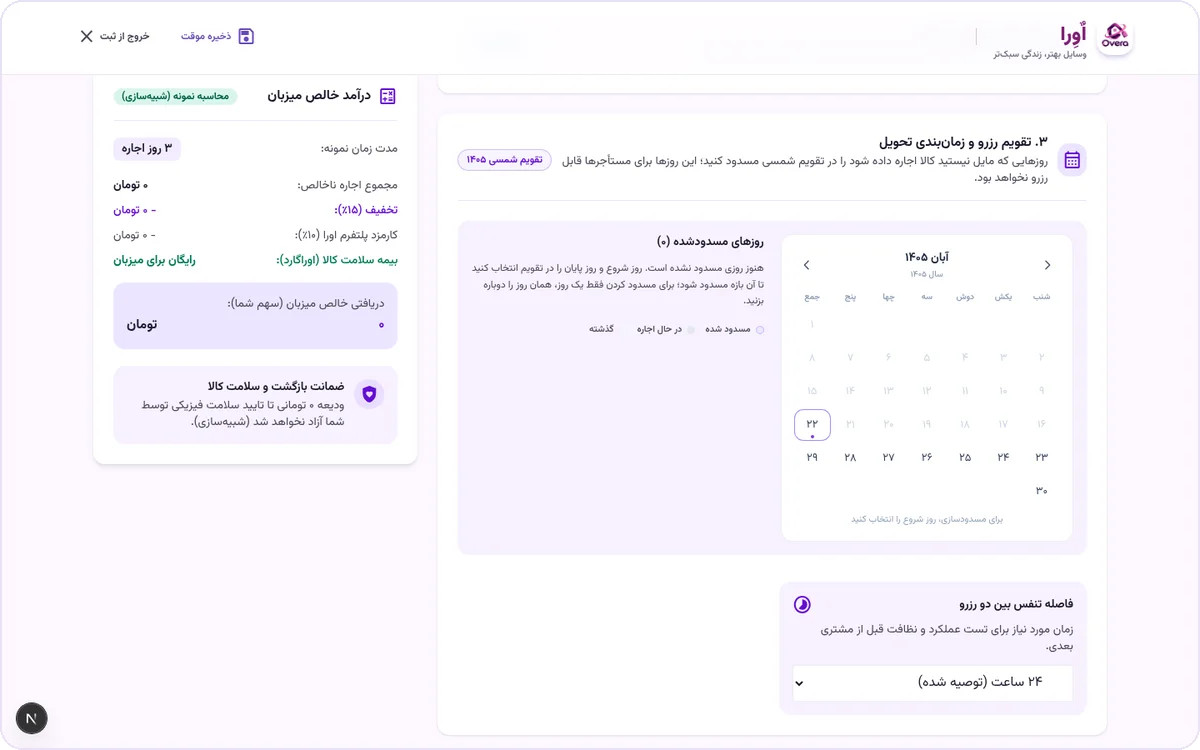 اُورا
وسایل بهتر، زندگی سبک‌تر
Overa
ذخیره موقت
خروج از ثبت
۳. تقویم رزرو و زمان‌بندی تحویل
روزهایی که مایل نیستید کالا اجاره داده شود را در تقویم شمسی مسدود کنید؛ این روزها برای مستأجرها قابل
رزرو نخواهد بود.
تقویم شمسی ۱۴۰۵
آبان ۱۴۰۵
سال ۱۴۰۵
شنب یکش دوش سه چها پنج جمع
۱
۲ ۳ ۴ ۵ ۶ ۷ ۸
۹ ۱۰ ۱۱ ۱۲ ۱۳ ۱۴ ۱۵
۱۶ ۱۷ ۱۸ ۱۹ ۲۰ ۲۱ ۲۲
۲۳ ۲۴ ۲۵ ۲۶ ۲۷ ۲۸ ۲۹
۳۰
برای مسدودسازی، روز شروع را انتخاب کنید
روزهای مسدودشده (۰)
هنوز روزی مسدود نشده است. روز شروع و روز پایان را در تقویم انتخاب کنید
تا آن بازه مسدود شود؛ برای مسدود کردن فقط یک روز، همان روز را دوباره
بزنید.
مسدود شده
در حال اجاره
گذشته
فاصله تنفس بین دو رزرو
زمان مورد نیاز برای تست عملکرد و نظافت قبل از مشتری
بعدی.
۲۴ ساعت (توصیه شده)
درآمد خالص میزبان
محاسبه نمونه (شبیه‌سازی)
مدت زمان نمونه:
۳ روز اجاره
مجموع اجاره ناخالص:
۰ تومان
تخفیف (۱۵٪):
- ۰ تومان
کارمزد پلتفرم اورا (۱۰٪):
- ۰ تومان
بیمه سلامت کالا (اوراگارد):
رایگان برای میزبان
دریافتی خالص میزبان (سهم شما):
۰
تومان
ضمانت بازگشت و سلامت کالا
ودیعه ۰ تومانی تا تایید سلامت فیزیکی توسط
شما آزاد نخواهد شد (شبیه‌سازی).
N